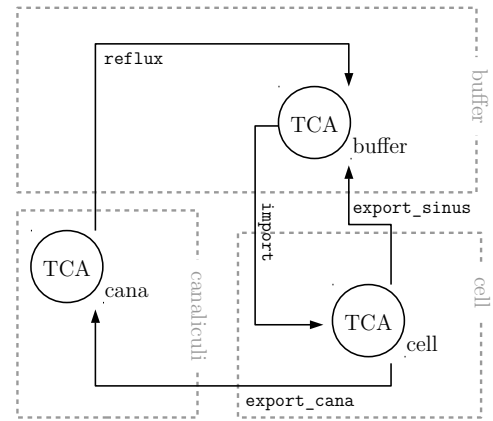 reflux
buffer
TCA
buffer
import
export_sinus
TCA
cana
canaliculi
TCA
cell
cell
export_cana